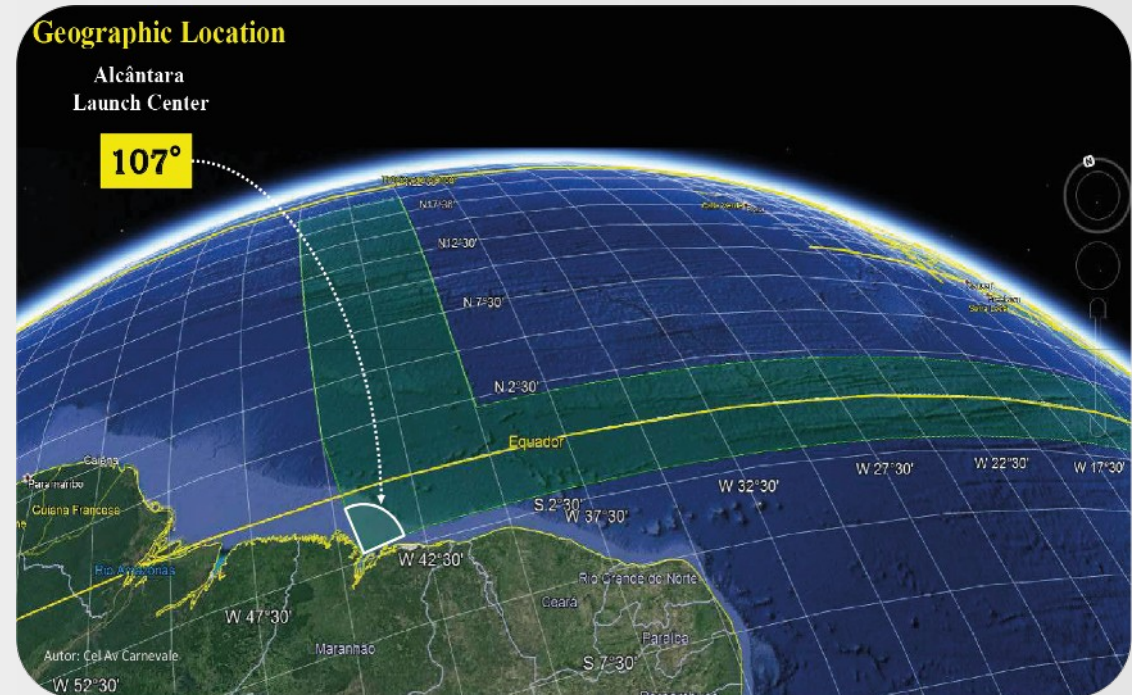 Geographic Location
Alcântara
Launch Center
107°
N
N17°30'
N12°30'
N 7°30'
N 2°30'
Equador
W 17°30'
W 22°30'
W 27°30'
W 32°30'
S 2°30'
W 37°30'
W 42°30'
Caiena
Paramaribo
Guiana Francesa
Rio Amazonas
Rio Grande do Norte
Ceará
W 47°30'
Maranhão
Paraíba
Autor: Cel Av Carnevale
S 7°30'
W 52°30'